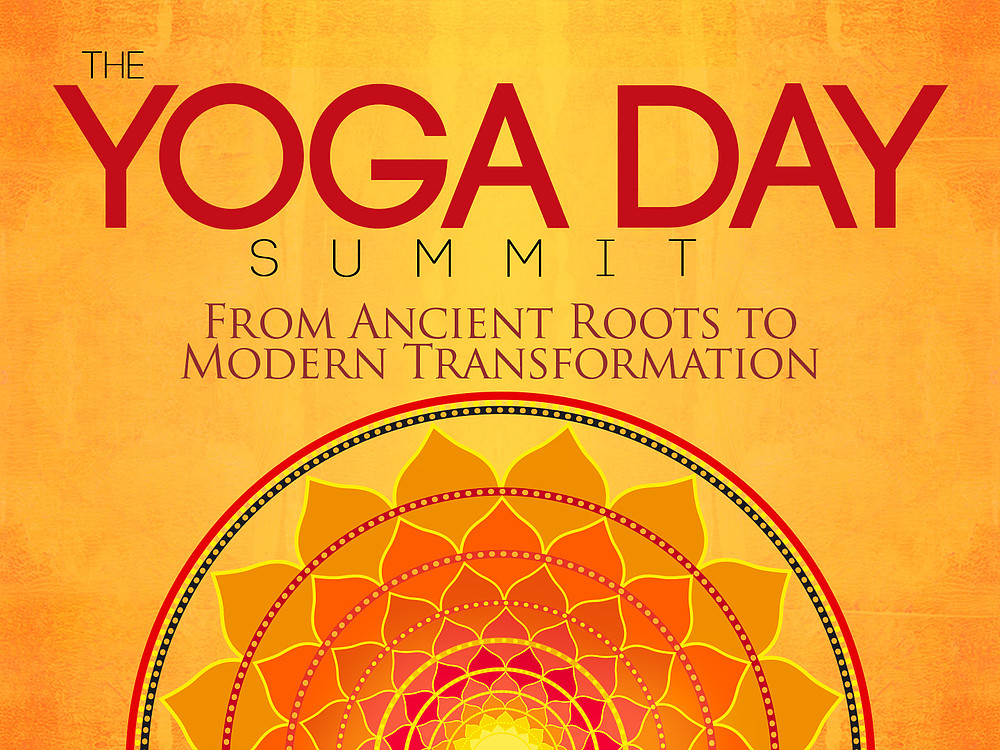 THE
YOGA DAY
SUMMIT
FROM ANCIENT ROOTS TO
MODERN TRANSFORMATION